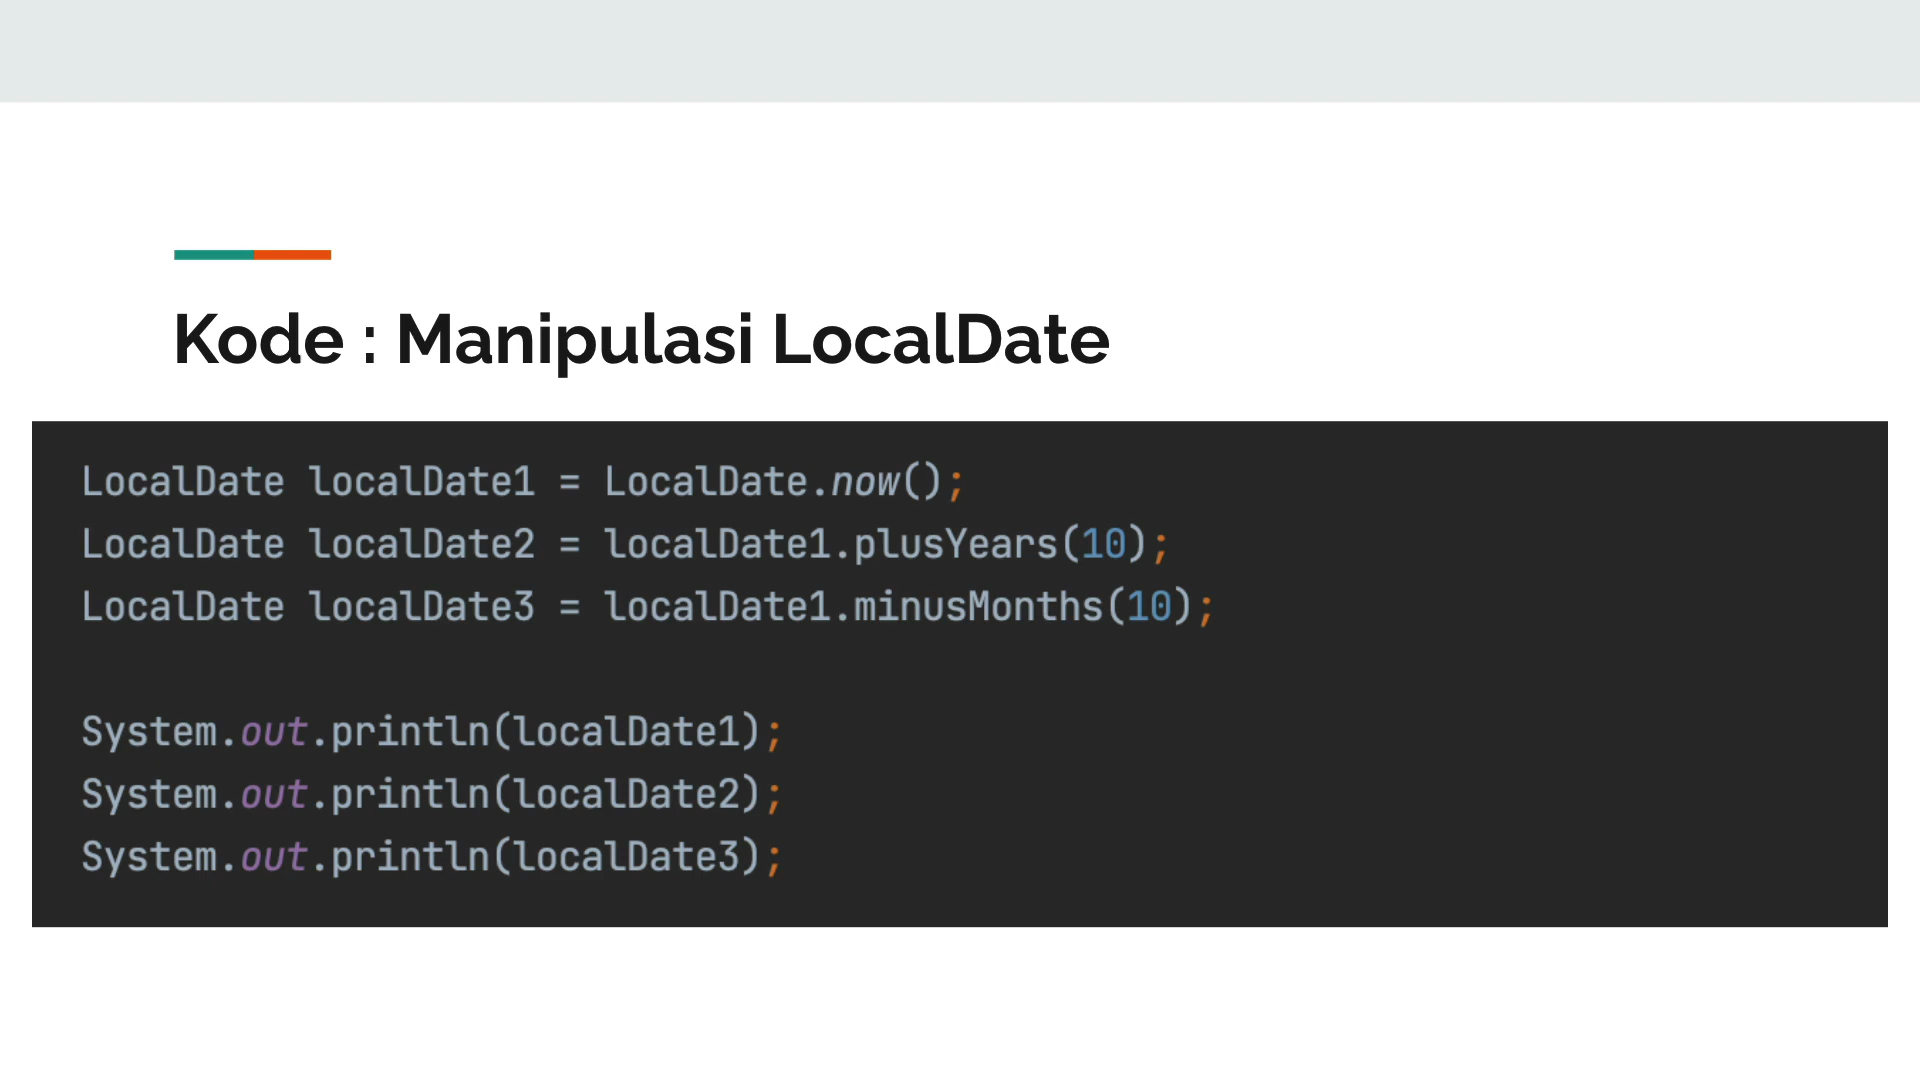 Kode : Manipulasi LocalDate
LocalDate localDate1 = LocalDate.now();
LocalDate localDate2 = localDate1.plusYears(10);
LocalDate localDate3 = localDate1.minusMonths(10);
System.out.println(localDate1);
System.out.println(localDate2);
System.out.println(localDate3);